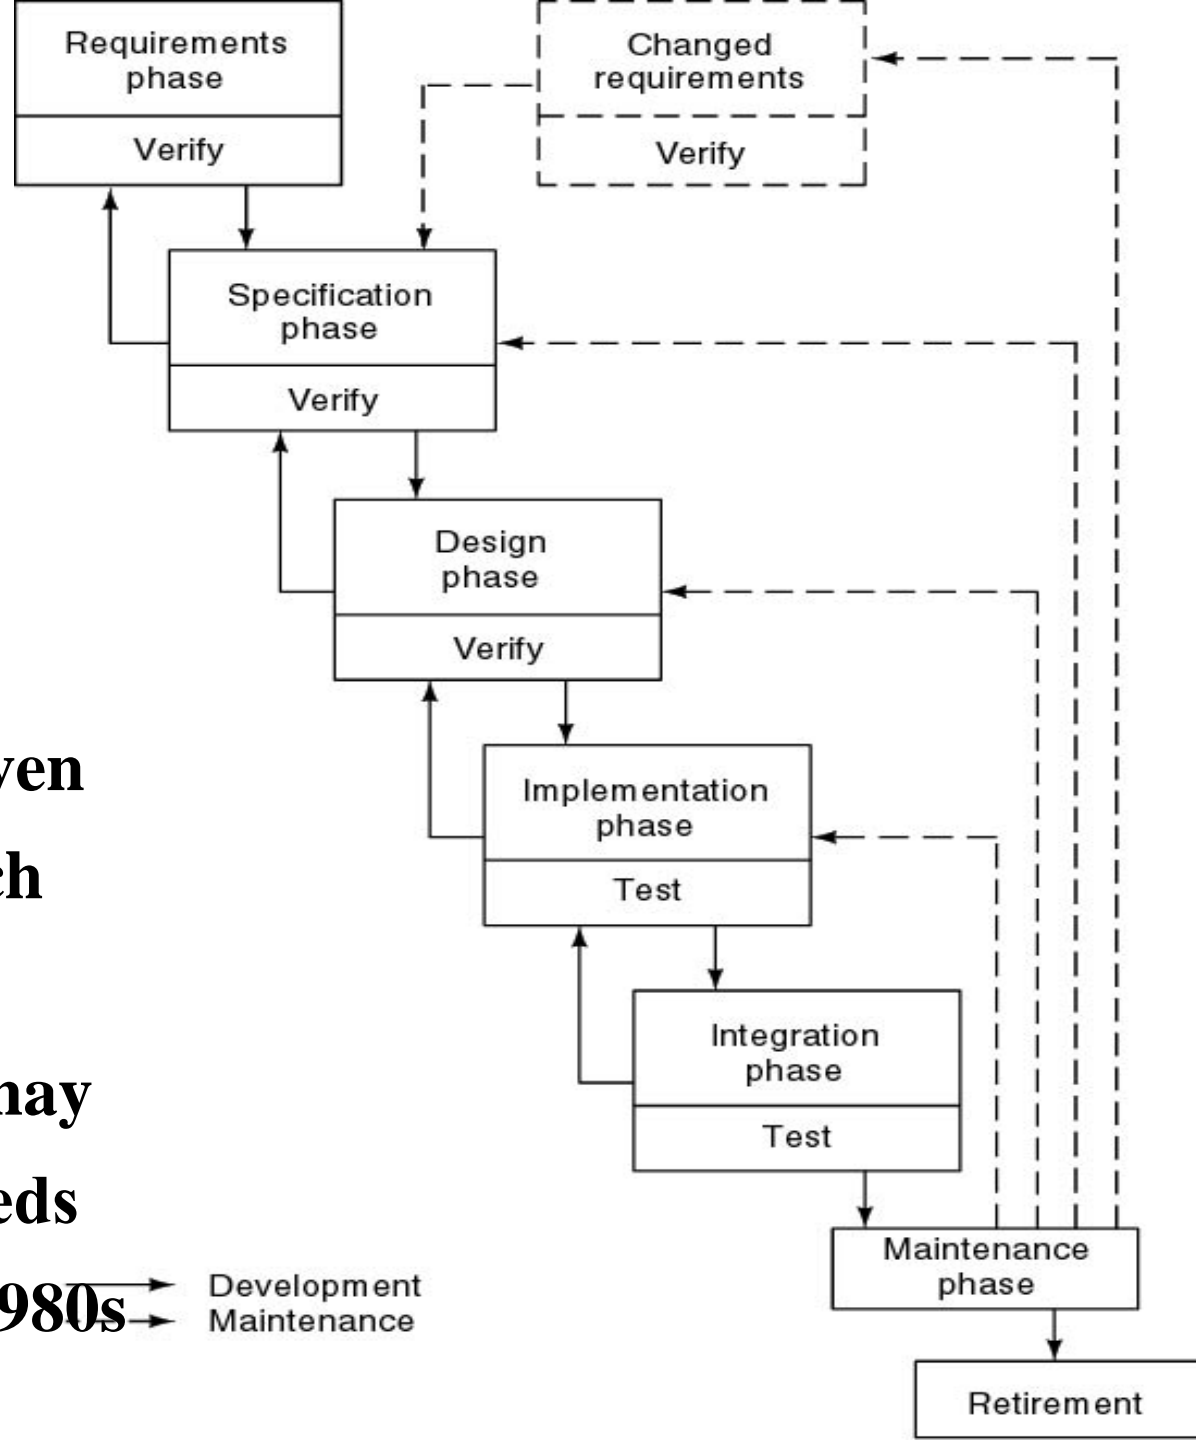 Requirements
phase
Verify
Changed
requirements
Verify
Specification
phase
Verify
Design
phase
Verify
ven
Implementation
phase
Test
ch
Integration
phase
Test
may
eds
980s
Maintenance
phase
Development
Maintenance
Retirement